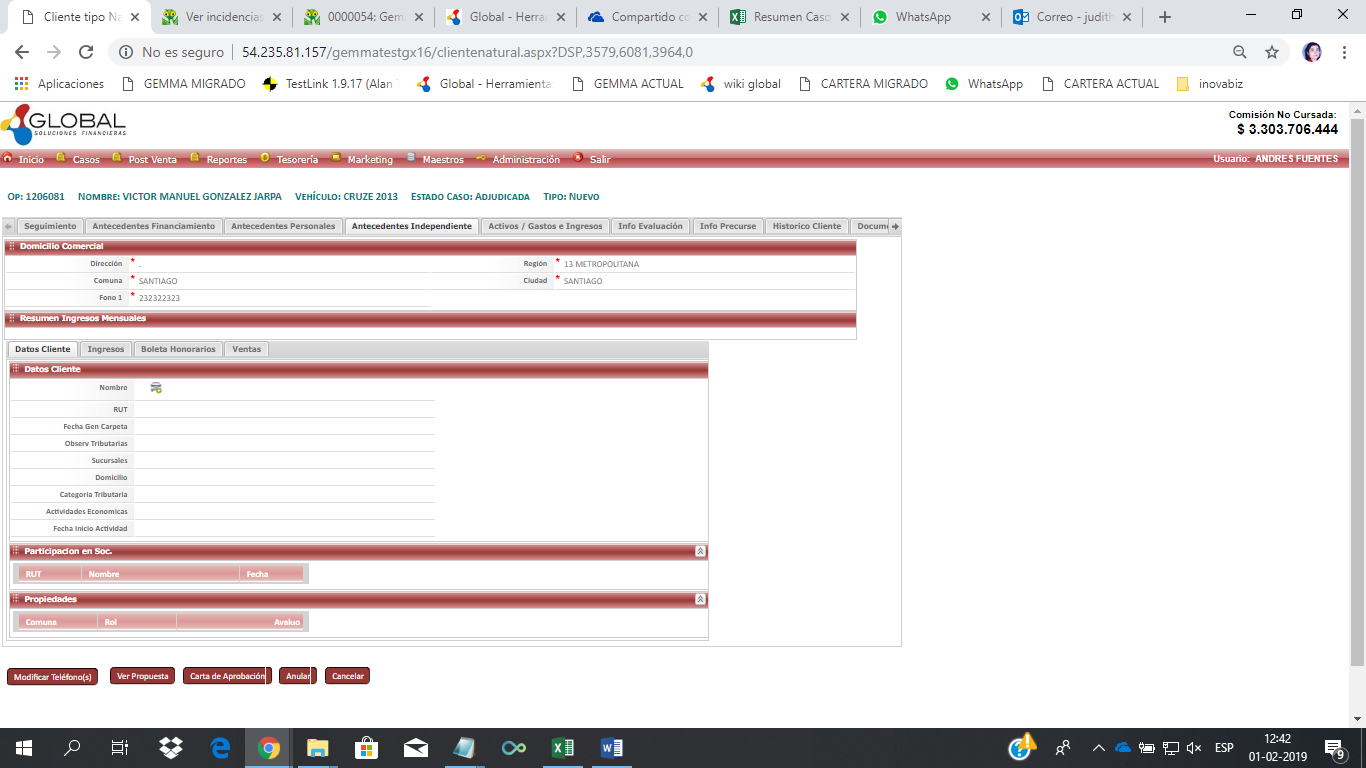 Cliente tipo Na
Ver incidencias
0000054: Gem
Global - Herra
Compartido co
Resumen Caso
WhatsApp
Correo - judith
No es seguro | 54.235.81.157/gemmatestgx16/clientenatural.aspx?DSP,3579,6081,3964,0
Aplicaciones GEMMA MIGRADO TestLink 1.9.17 (Alan Global - Herramienta GEMMA ACTUAL wiki global CARTERA MIGRADO WhatsApp CARTERA ACTUAL inovabiz
GLOBAL
SOLUCIONES FINANCIERAS
Comisión No Cursada:
$ 3.303.706.444
Inicio Casos Post Venta Reportes Tesorería Marketing Maestros Administración Salir Usuario: ANDRES FUENTES
OP: 1206081 NOMBRE: VICTOR MANUEL GONZALEZ JARPA VEHÍCULO: CRUZE 2013 ESTADO CASO: ADJUDICADA TIPO: NUEVO
Seguimiento Antecedentes Financiamiento Antecedentes Personales Antecedentes Independiente Activos / Gastos e Ingresos Info Evaluación Info Precurse Historico Cliente Docum
Domicilio Comercial
Dirección * . Región * 13 METROPOLITANA
Comuna * SANTIAGO Ciudad * SANTIAGO
Fono 1 * 232322323
Resumen Ingresos Mensuales
Datos Cliente Ingresos Boleta Honorarios Ventas
Datos Cliente
Nombre
RUT
Fecha Gen Carpeta
Observ Tributarias
Sucursales
Domicilio
Categoria Tributaria
Actividades Economicas
Fecha Inicio Actividad
Participacion en Soc.
RUT Nombre Fecha
Propiedades
Comuna Rol Avaluo
Modificar Teléfono(s) Ver Propuesta Carta de Aprobación Anular Cancelar
ESP
12:42
01-02-2019
9